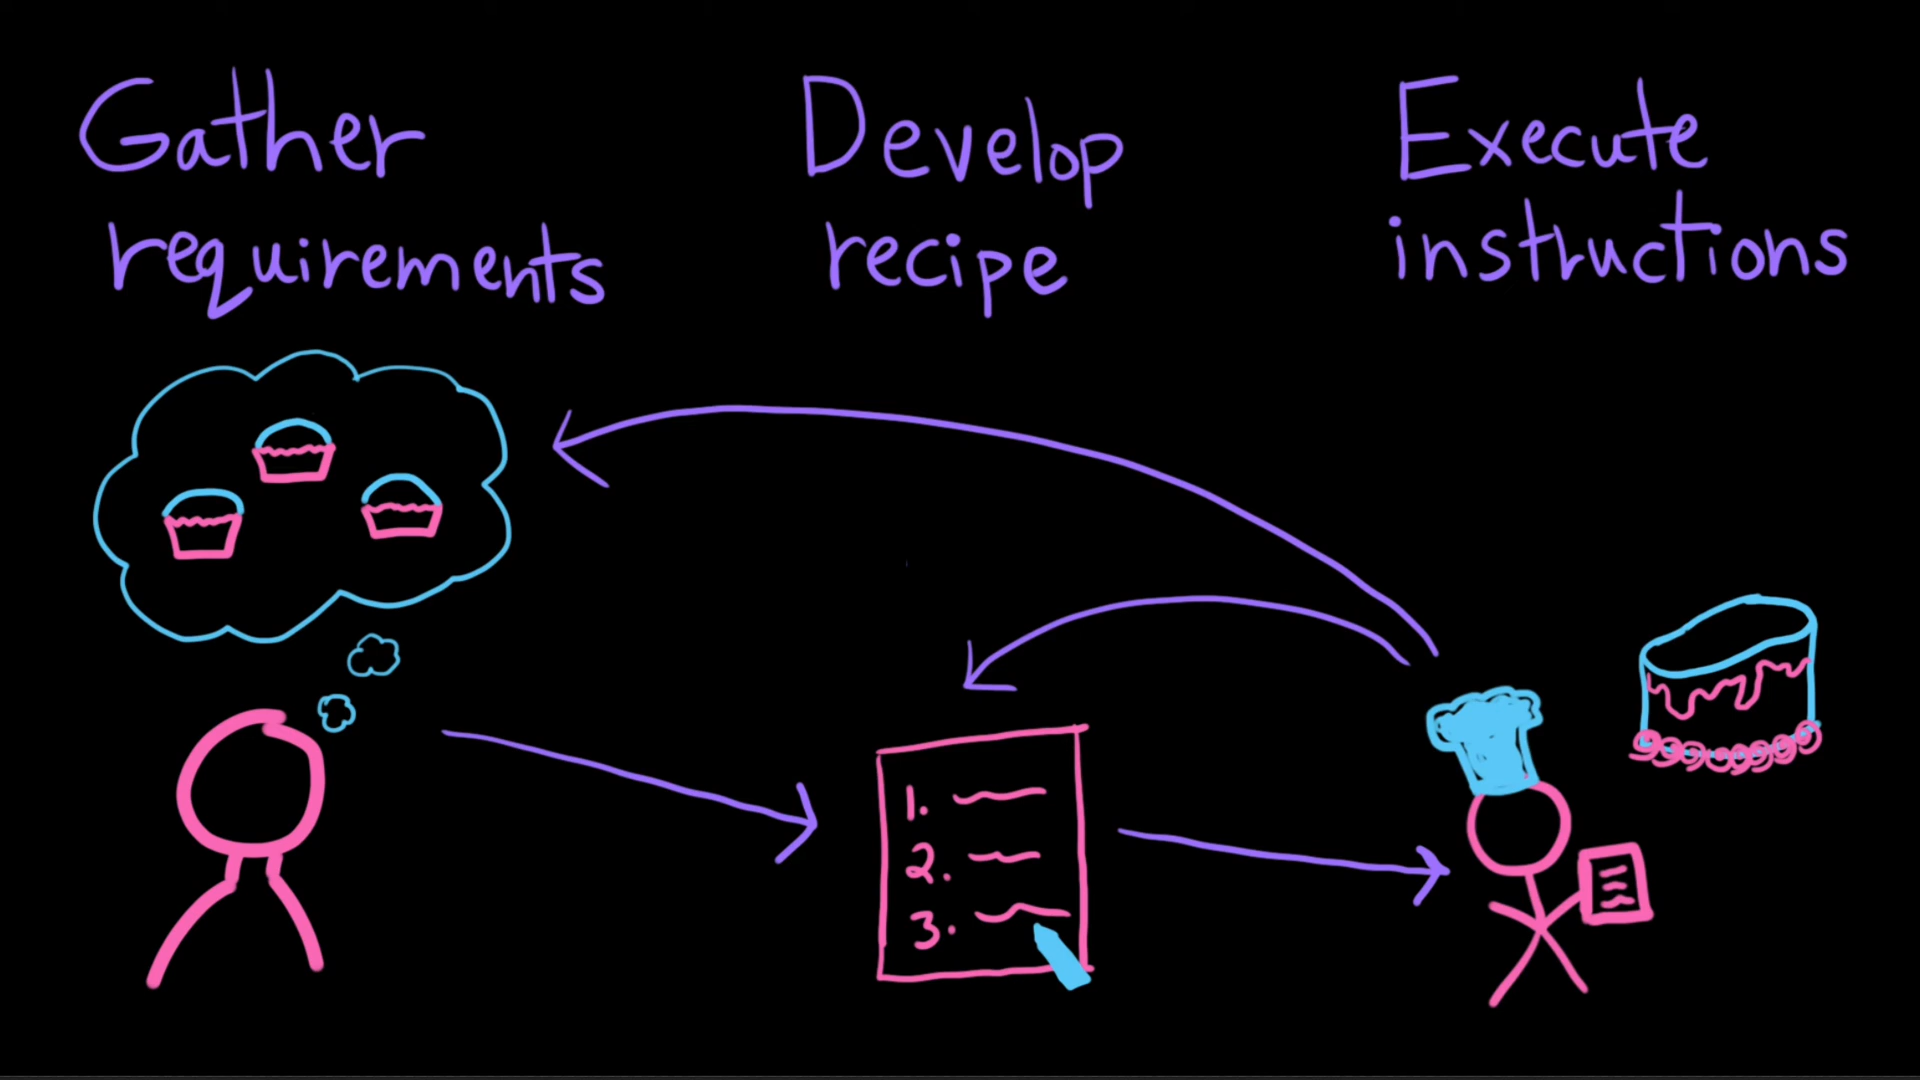 Gather
requirements
Develop
recipe
Execute
instructions
1.
2.
3.